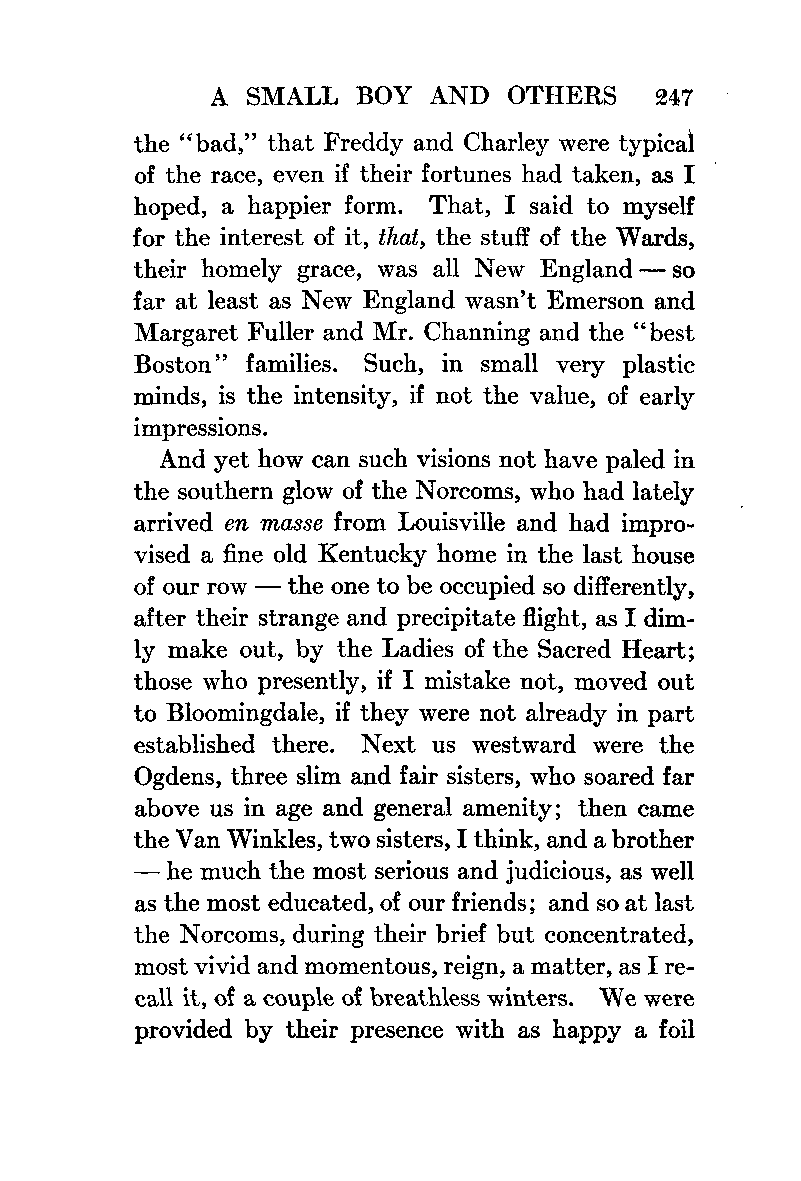 A SMALL BOY AND OTHERS 247
the “bad,” that Freddy and Charley were typical
of the race, even if their fortunes had taken, as I
hoped, a happier form. That, I said to myself
for the interest of it, that, the stuff of the Wards,
their homely grace, was all New England — so
far at least as New England wasn’t Emerson and
Margaret Fuller and Mr. Channing and the “best
Boston” families. Such, in small very plastic
minds, is the intensity, if not the value, of early
impressions.
And yet how can such visions not have paled in
the southern glow of the Norcoms, who had lately
arrived en masse from Louisville and had impro-
vised a fine old Kentucky home in the last house
of our row — the one to be occupied so differently,
after their strange and precipitate flight, as I dim-
ly make out, by the Ladies of the Sacred Heart;
those who presently, if I mistake not, moved out
to Bloomingdale, if they were not already in part
established there. Next us westward were the
Ogdens, three slim and fair sisters, who soared far
above us in age and general amenity; then came
the Van Winkles, two sisters, I think, and a brother
— he much the most serious and judicious, as well
as the most educated, of our friends; and so at last
the Norcoms, during their brief but concentrated,
most vivid and momentous, reign, a matter, as I re-
call it, of a couple of breathless winters. We were
provided by their presence with as happy a foil